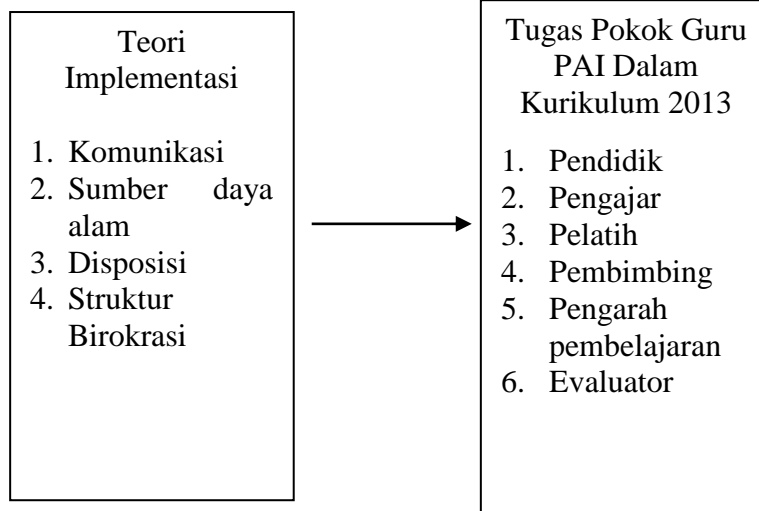 Teori
Implementasi
1. Komunikasi
2. Sumber daya
alam
3. Disposisi
4. Struktur
Birokrasi
Tugas Pokok Guru
PAI Dalam
Kurikulum 2013
1. Pendidik
2. Pengajar
3. Pelatih
4. Pembimbing
5. Pengarah
pembelajaran
6. Evaluator